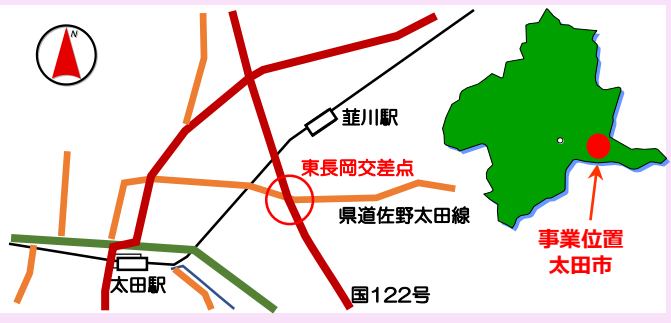 N
韮川駅
東長岡交差点
県道佐野太田線
事業位置
太田市
太田駅
国122号